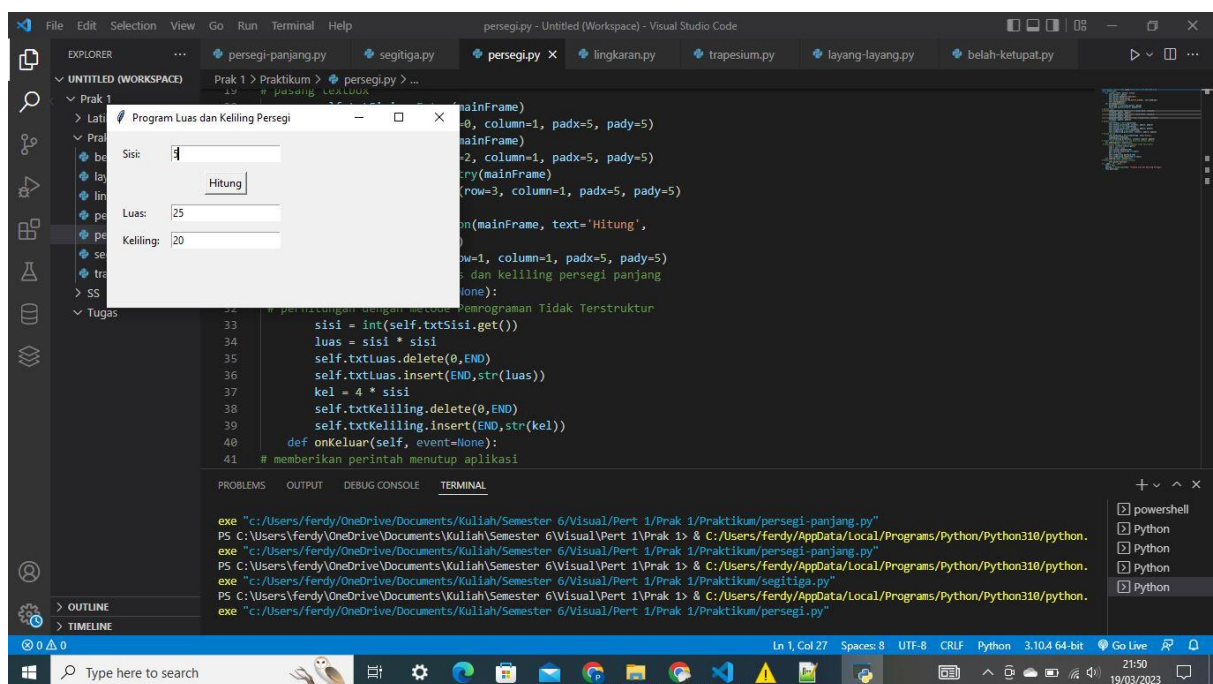 File Edit Selection View Go Run Terminal Help
persegi.py - Untitled (Workspace) - Visual Studio Code
EXPLORER
persegi-panjang.py segitiga.py persegi.py lingkaran.py trapesium.py layang-layang.py belah-ketupat.py
UNTITLED (WORKSPACE)
Prak 1 > Praktikum > persegi.py > ...
Prak 1
> Lati
Prak
be
lay
lin
pe
pe
se
tra
> SS
Tugas
Program Luas dan Keliling Persegi
Sisi: 5
Hitung
Luas: 25
Keliling: 20
19 # pasang textbox
mainFrame)
=0, column=1, padx=5, pady=5)
mainFrame)
=2, column=1, padx=5, pady=5)
try(mainFrame)
(row=3, column=1, padx=5, pady=5)
on(mainFrame, text='Hitung',
)
ow=1, column=1, padx=5, pady=5)
s dan keliling persegi panjang
None):
32 # perhitungan dengan metode Pemrograman Tidak Terstruktur
33 sisi = int(self.txtSisi.get())
34 luas = sisi * sisi
35 self.txtLuas.delete(0,END)
36 self.txtLuas.insert(END,str(luas))
37 kel = 4 * sisi
38 self.txtKeliling.delete(0,END)
39 self.txtKeliling.insert(END,str(kel))
40 def onKeluar(self, event=None):
41 # memberikan perintah menutup aplikasi
PROBLEMS OUTPUT DEBUG CONSOLE TERMINAL
exe "c:/Users/ferdy/OneDrive/Documents/Kuliah/Semester 6/Visual/Pert 1/Prak 1/Praktikum/persegi-panjang.py"
PS C:\Users\ferdy\OneDrive\Documents\Kuliah\Semester 6\Visual\Pert 1\Prak 1> & C:/Users/ferdy/AppData/Local/Programs/Python/Python310/python.
exe "c:/Users/ferdy/OneDrive/Documents/Kuliah/Semester 6/Visual/Pert 1/Prak 1/Praktikum/persegi-panjang.py"
PS C:\Users\ferdy\OneDrive\Documents\Kuliah\Semester 6\Visual\Pert 1\Prak 1> & C:/Users/ferdy/AppData/Local/Programs/Python/Python310/python.
exe "c:/Users/ferdy/OneDrive/Documents/Kuliah/Semester 6/Visual/Pert 1/Prak 1/Praktikum/segitiga.py"
PS C:\Users\ferdy\OneDrive\Documents\Kuliah\Semester 6\Visual\Pert 1\Prak 1> & C:/Users/ferdy/AppData/Local/Programs/Python/Python310/python.
exe "c:/Users/ferdy/OneDrive/Documents/Kuliah/Semester 6/Visual/Pert 1/Prak 1/Praktikum/persegi.py"
powershell
Python
Python
Python
Python
> OUTLINE
> TIMELINE
0 0 Ln 1, Col 27 Spaces: 8 UTF-8 CRLF Python 3.10.4 64-bit Go Live
Type here to search
21:50
19/03/2023